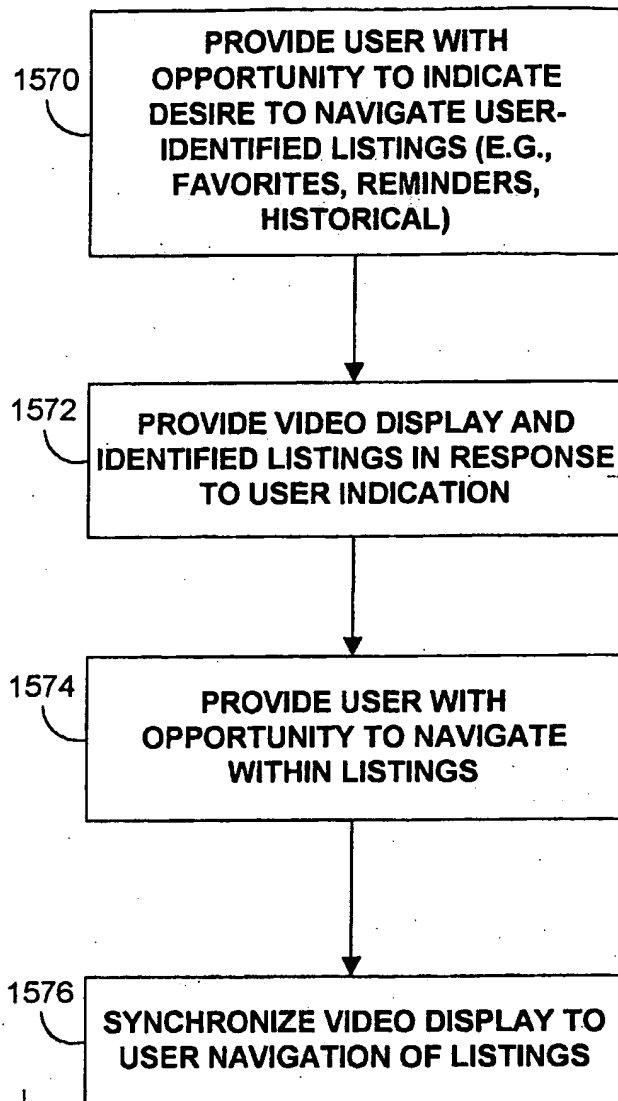 1570
PROVIDE USER WITH
OPPORTUNITY TO INDICATE
DESIRE TO NAVIGATE USER-
IDENTIFIED LISTINGS (E.G.,
FAVORITES, REMINDERS,
HISTORICAL)
1572
PROVIDE VIDEO DISPLAY AND
IDENTIFIED LISTINGS IN RESPONSE
TO USER INDICATION
1574
PROVIDE USER WITH
OPPORTUNITY TO NAVIGATE
WITHIN LISTINGS
1576
SYNCHRONIZE VIDEO DISPLAY TO
USER NAVIGATION OF LISTINGS